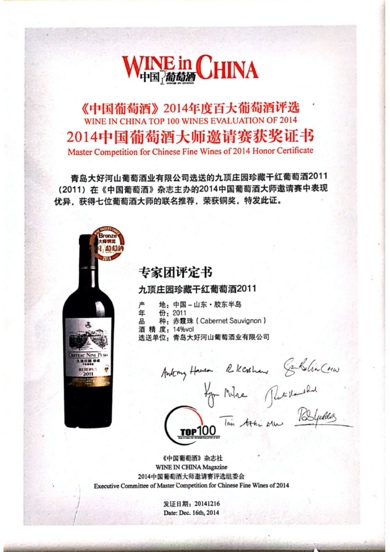 WINE in CHINA
中国葡萄酒
《中国葡萄酒》2014年度百大葡萄酒评选
WINE IN CHINA TOP 100 WINES EVALUATION OF 2014
2014中国葡萄酒大师邀请赛获奖证书
Master Competition for Chinese Fine Wines of 2014 Honor Certificate
青岛大好河山葡萄酒业有限公司选送的九顶庄园珍藏干红葡萄酒2011
(2011)在《中国葡萄酒》杂志主办的2014中国葡萄酒大师邀请赛中表现
优异，获得七位葡萄酒大师的联名推荐，荣获铜奖，特发此证。
Bronze
专家团评定书
九顶庄园珍藏干红葡萄酒2011
产 地：中国－山东・胶东半岛
年 份：2011
品 种：赤霞珠（Cabernet Sauvignon）
酒 精 度：14%vol
选送单位：青岛大好河山葡萄酒业有限公司
2011
TOP100
《中国葡萄酒》杂志社
WINE IN CHINA Magazine
2014中国葡萄酒大师邀请赛评选组委会
Executive Committee of Master Competition for Chinese Fine Wines of 2014
发证日期：20141216
Date: Dec. 16th, 2014